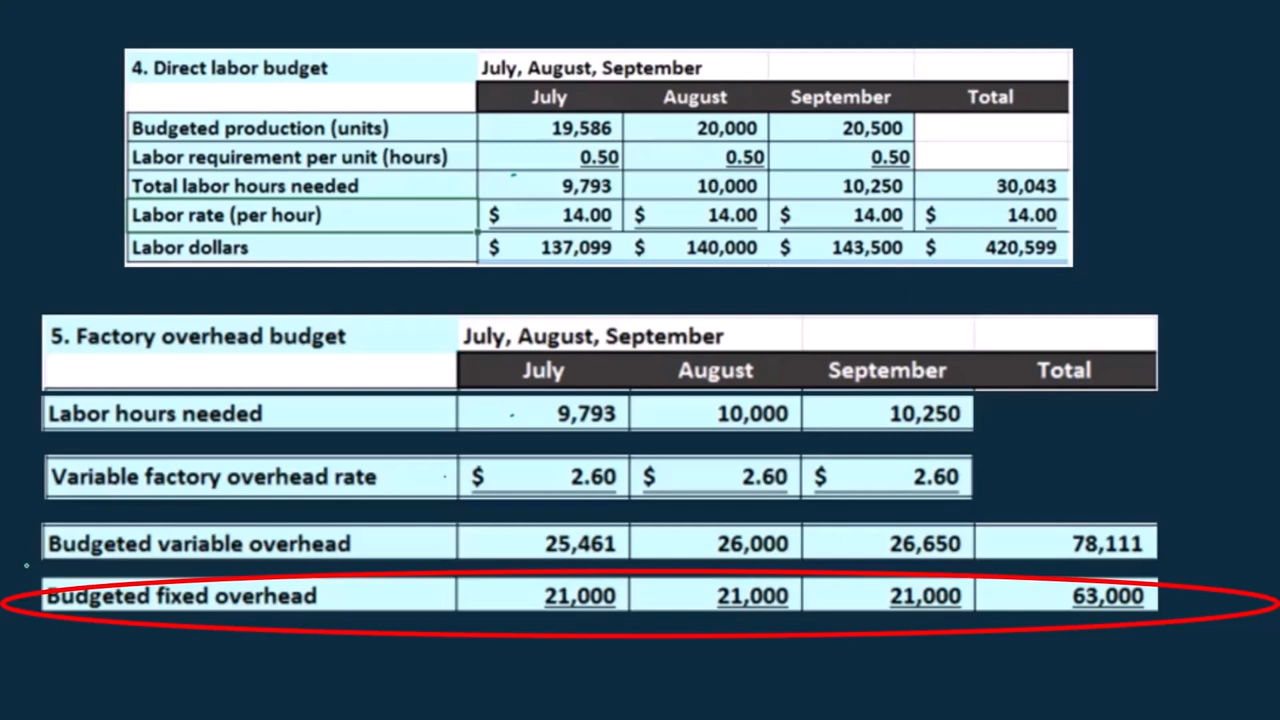 4. Direct labor budget July, August, September
July August September Total
Budgeted production (units) 19,586 20,000 20,500
Labor requirement per unit (hours) 0.50 0.50 0.50
Total labor hours needed 9,793 10,000 10,250 30,043
Labor rate (per hour) $ 14.00 $ 14.00 $ 14.00 $ 14.00
Labor dollars $ 137,099 $ 140,000 $ 143,500 $ 420,599
5. Factory overhead budget July, August, September
July August September Total
Labor hours needed 9,793 10,000 10,250
Variable factory overhead rate $ 2.60 $ 2.60 $ 2.60
Budgeted variable overhead 25,461 26,000 26,650 78,111
Budgeted fixed overhead 21,000 21,000 21,000 63,000